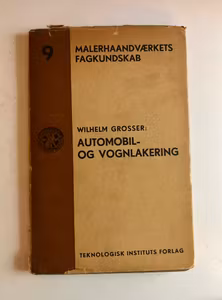 9
MALERHAANDVÆRKETS
FAGKUNDSKAB
WILHELM GROSSER:
AUTOMOBIL-
OG VOGNLAKERING
TEKNOLOGISK INSTITUTS FORLAG